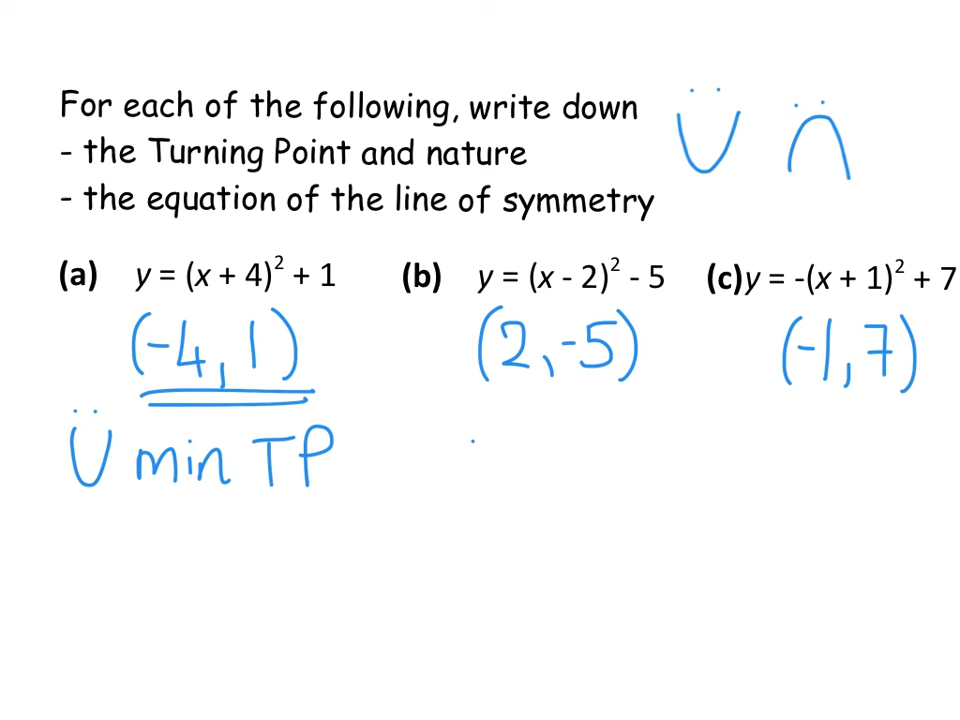 For each of the following, write down
- the Turning Point and nature
- the equation of the line of symmetry
(a) y = (x + 4)² + 1 (b) y = (x - 2)² - 5 (c) y = -(x + 1)² + 7
(-4, 1) (2, -5) (-1, 7)
min TP